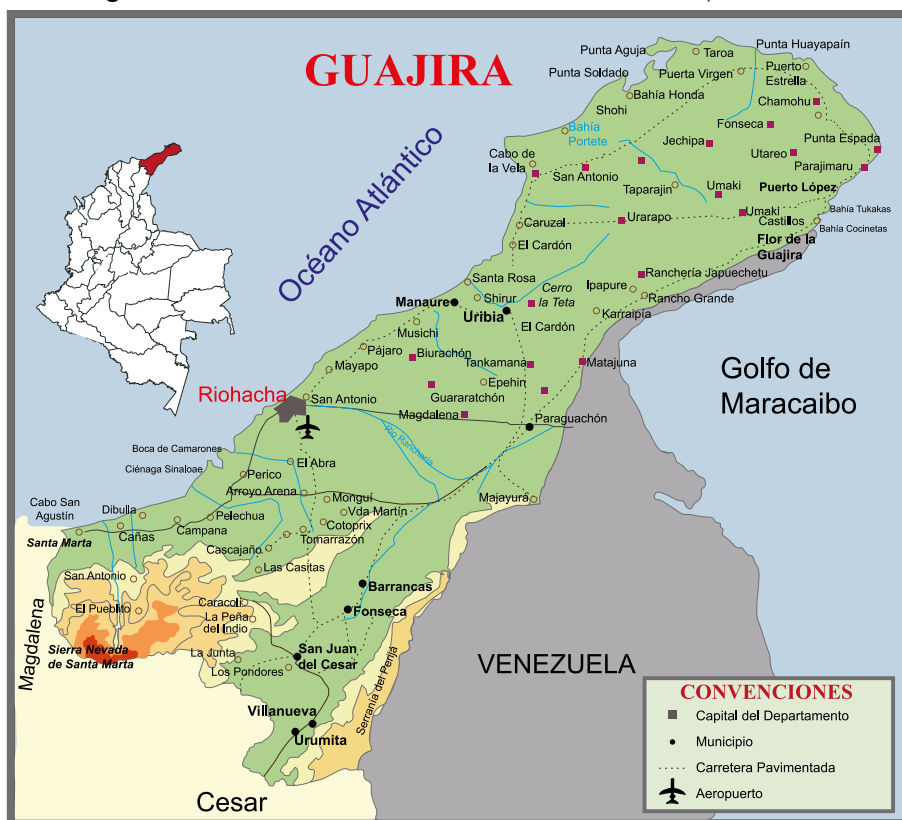 GUAJIRA
Océano Atlántico
Punta Aguja
Taroa
Punta Huayapaín
Punta Soldado
Puerta Virgen
Puerto
Estrella
Bahía Honda
Chamohu
Shohi
Fonseca
Bahía
Portete
Jechipa
Punta Espada
Cabo de
la Vela
Utareo
Parajimaru
San Antonio
Taparajin
Umaki
Puerto López
Urarapo
Umaki
Bahía Tukakas
Caruzal
Castillos
Bahía Cocinetas
El Cardón
Flor de la
Guajira
Santa Rosa
Cerro
la Teta
Ipapure
Ranchería Japuechetu
Manaure
Shirur
Rancho Grande
Uribia
Karraipía
Musichi
El Cardón
Pájaro
Biurachón
Tankamana
Matajuna
Mayapo
Golfo de
Maracaibo
Epehin
Riohacha
San Antonio
Guararatchón
Magdalena
Paraguachón
Rio Ranchería
Boca de Camarones
Ciénaga Sinaloae
El Abra
Perico
Arroyo Arena
Monguí
Majayura
Cabo San
Agustín
Dibulla
Pelechua
Vda Martín
Cañas
Campana
Cotoprix
Santa Marta
Tomarrazón
Cascajaño
San Antonio
Las Casitas
Barrancas
El Pueblito
Caracolí
Fonseca
La Peña
del Indio
Magdalena
Sierra Nevada
de Santa Marta
La Junta
San Juan
del Cesar
Los Pondores
Serranía del Perijá
VENEZUELA
Villanueva
Urumita
Cesar
CONVENCIONES
Capital del Departamento
Municipio
Carretera Pavimentada
Aeropuerto